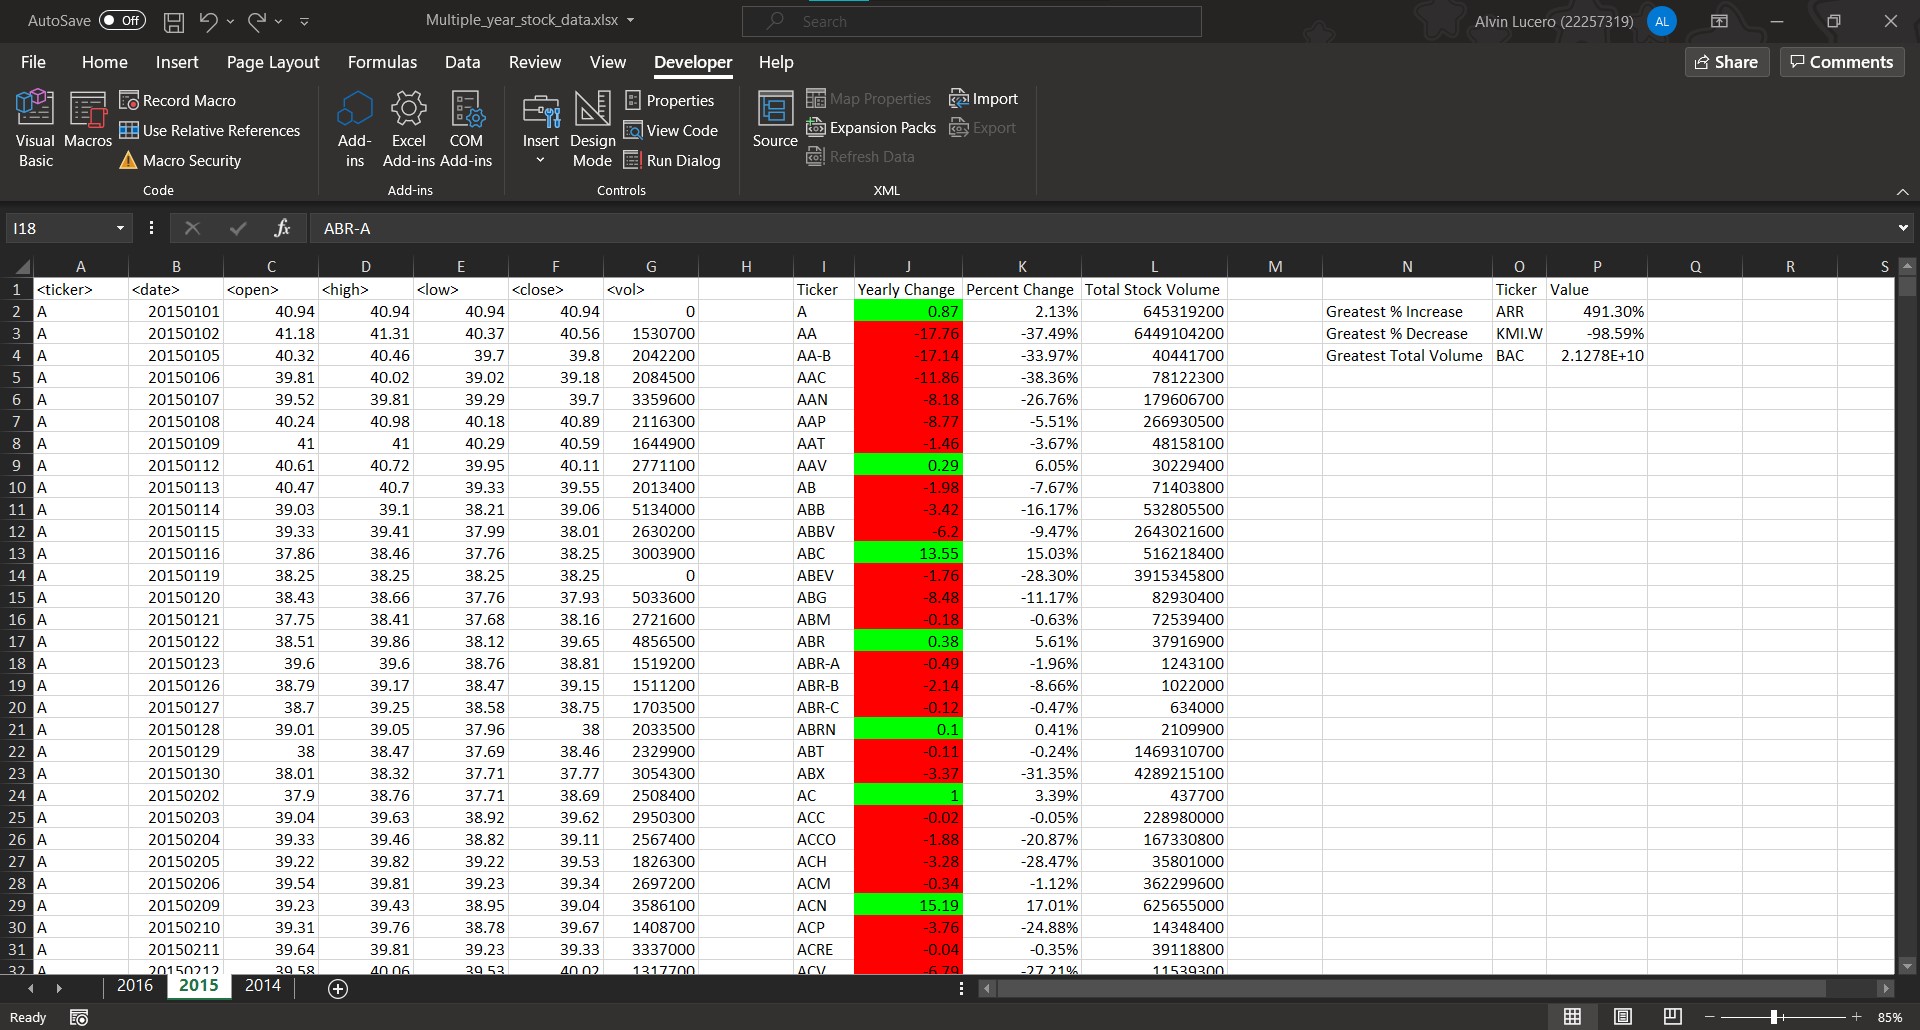 AutoSave Off Multiple_year_stock_data.xlsx Search Alvin Lucero (22257319) AL
File Home Insert Page Layout Formulas Data Review View Developer Help Share Comments
Visual Basic Macros Record Macro Use Relative References Macro Security
Add-ins Excel Add-ins COM Add-ins
Insert Design Mode Properties View Code Run Dialog
Source Map Properties Expansion Packs Refresh Data Import Export
Code Add-ins Controls XML
I18 fx ABR-A
A B C D E F G H I J K L M N O P Q R S
1 <ticker> <date> <open> <high> <low> <close> <vol> Ticker Yearly Change Percent Change Total Stock Volume Ticker Value
2 A 20150101 40.94 40.94 40.94 40.94 0 A 0.87 2.13% 645319200 Greatest % Increase ARR 491.30%
3 A 20150102 41.18 41.31 40.37 40.56 1530700 AA -17.76 -37.49% 6449104200 Greatest % Decrease KMI.W -98.59%
4 A 20150105 40.32 40.46 39.7 39.8 2042200 AA-B -17.14 -33.97% 40441700 Greatest Total Volume BAC 2.1278E+10
5 A 20150106 39.81 40.02 39.02 39.18 2084500 AAC -11.86 -38.36% 78122300
6 A 20150107 39.52 39.81 39.29 39.7 3359600 AAN -8.18 -26.76% 179606700
7 A 20150108 40.24 40.98 40.18 40.89 2116300 AAP -8.77 -5.51% 266930500
8 A 20150109 41 41 40.29 40.59 1644900 AAT -1.46 -3.67% 48158100
9 A 20150112 40.61 40.72 39.95 40.11 2771100 AAV 0.29 6.05% 30229400
10 A 20150113 40.47 40.7 39.33 39.55 2013400 AB -1.98 -7.67% 71403800
11 A 20150114 39.03 39.1 38.21 39.06 5134000 ABB -3.42 -16.17% 532805500
12 A 20150115 39.33 39.41 37.99 38.01 2630200 ABBV -6.2 -9.47% 2643021600
13 A 20150116 37.86 38.46 37.76 38.25 3003900 ABC 13.55 15.03% 516218400
14 A 20150119 38.25 38.25 38.25 38.25 0 ABEV -1.76 -28.30% 3915345800
15 A 20150120 38.43 38.66 37.76 37.93 5033600 ABG -8.48 -11.17% 82930400
16 A 20150121 37.75 38.41 37.68 38.16 2721600 ABM -0.18 -0.63% 72539400
17 A 20150122 38.51 39.86 38.12 39.65 4856500 ABR 0.38 5.61% 37916900
18 A 20150123 39.6 39.6 38.76 38.81 1519200 ABR-A -0.49 -1.96% 1243100
19 A 20150126 38.79 39.17 38.47 39.15 1511200 ABR-B -2.14 -8.66% 1022000
20 A 20150127 38.7 39.25 38.58 38.75 1703500 ABR-C -0.12 -0.47% 634000
21 A 20150128 39.01 39.05 37.96 38 2033500 ABRN 0.1 0.41% 2109900
22 A 20150129 38 38.47 37.69 38.46 2329900 ABT -0.11 -0.24% 1469310700
23 A 20150130 38.01 38.32 37.71 37.77 3054300 ABX -3.37 -31.35% 4289215100
24 A 20150202 37.9 38.76 37.71 38.69 2508400 AC 1 3.39% 437700
25 A 20150203 39.04 39.63 38.92 39.62 2950300 ACC -0.02 -0.05% 228980000
26 A 20150204 39.33 39.46 38.82 39.11 2567400 ACCO -1.88 -20.87% 167330800
27 A 20150205 39.22 39.82 39.22 39.53 1826300 ACH -3.28 -28.47% 35801000
28 A 20150206 39.54 39.81 39.23 39.34 2697200 ACM -0.34 -1.12% 362299600
29 A 20150209 39.23 39.43 38.95 39.04 3586100 ACN 15.19 17.01% 625655000
30 A 20150210 39.31 39.76 38.78 39.67 1408700 ACP -3.76 -24.88% 14348400
31 A 20150211 39.64 39.81 39.23 39.33 3337000 ACRE -0.04 -0.35% 39118800
32 A 20150212 39.58 40.06 39.53 40.02 1317700 ACV -6.79 -27.21% 11539300
2016 2015 2014
Ready 85%